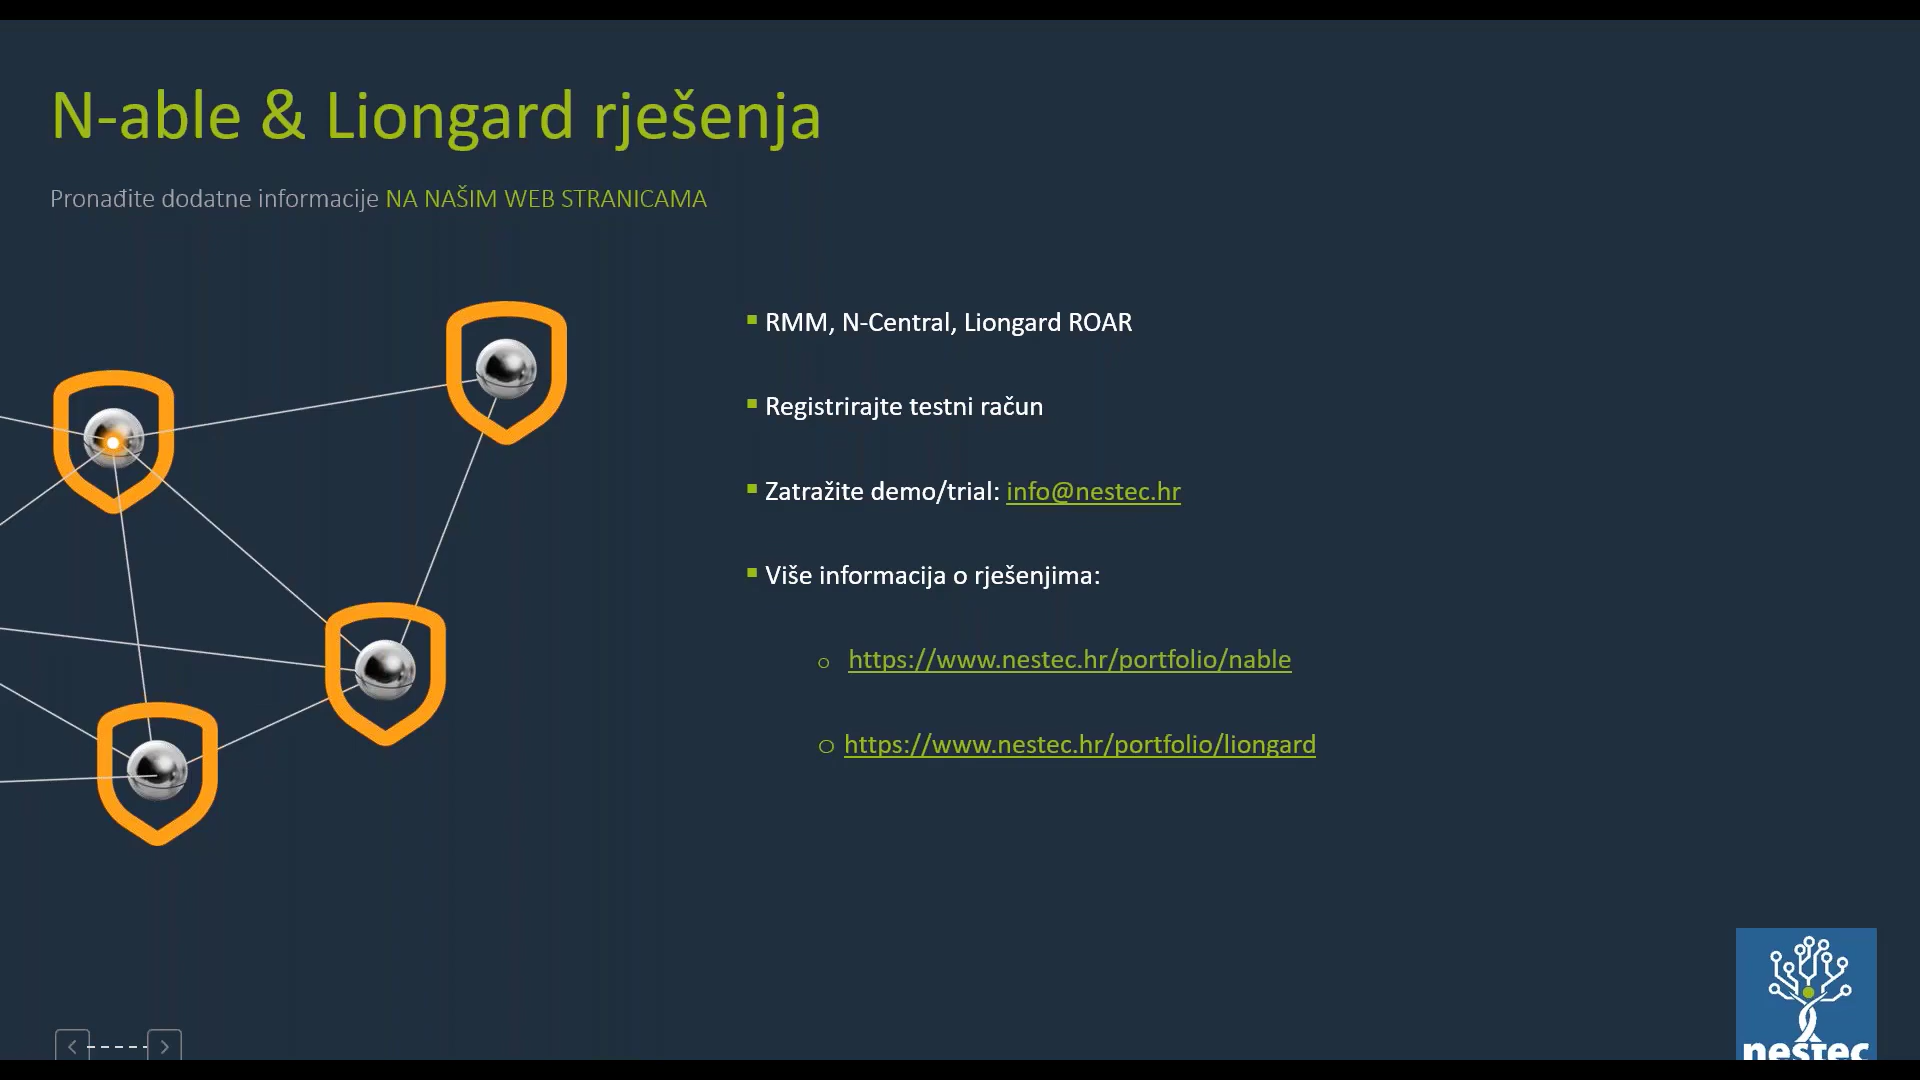 N-able & Liongard rješenja
Pronađite dodatne informacije NA NAŠIM WEB STRANICAMA
RMM, N-Central, Liongard ROAR
Registrirajte testni račun
Zatražite demo/trial: info@nestec.hr
Više informacija o rješenjima:
https://www.nestec.hr/portfolio/nable
https://www.nestec.hr/portfolio/liongard
nestec